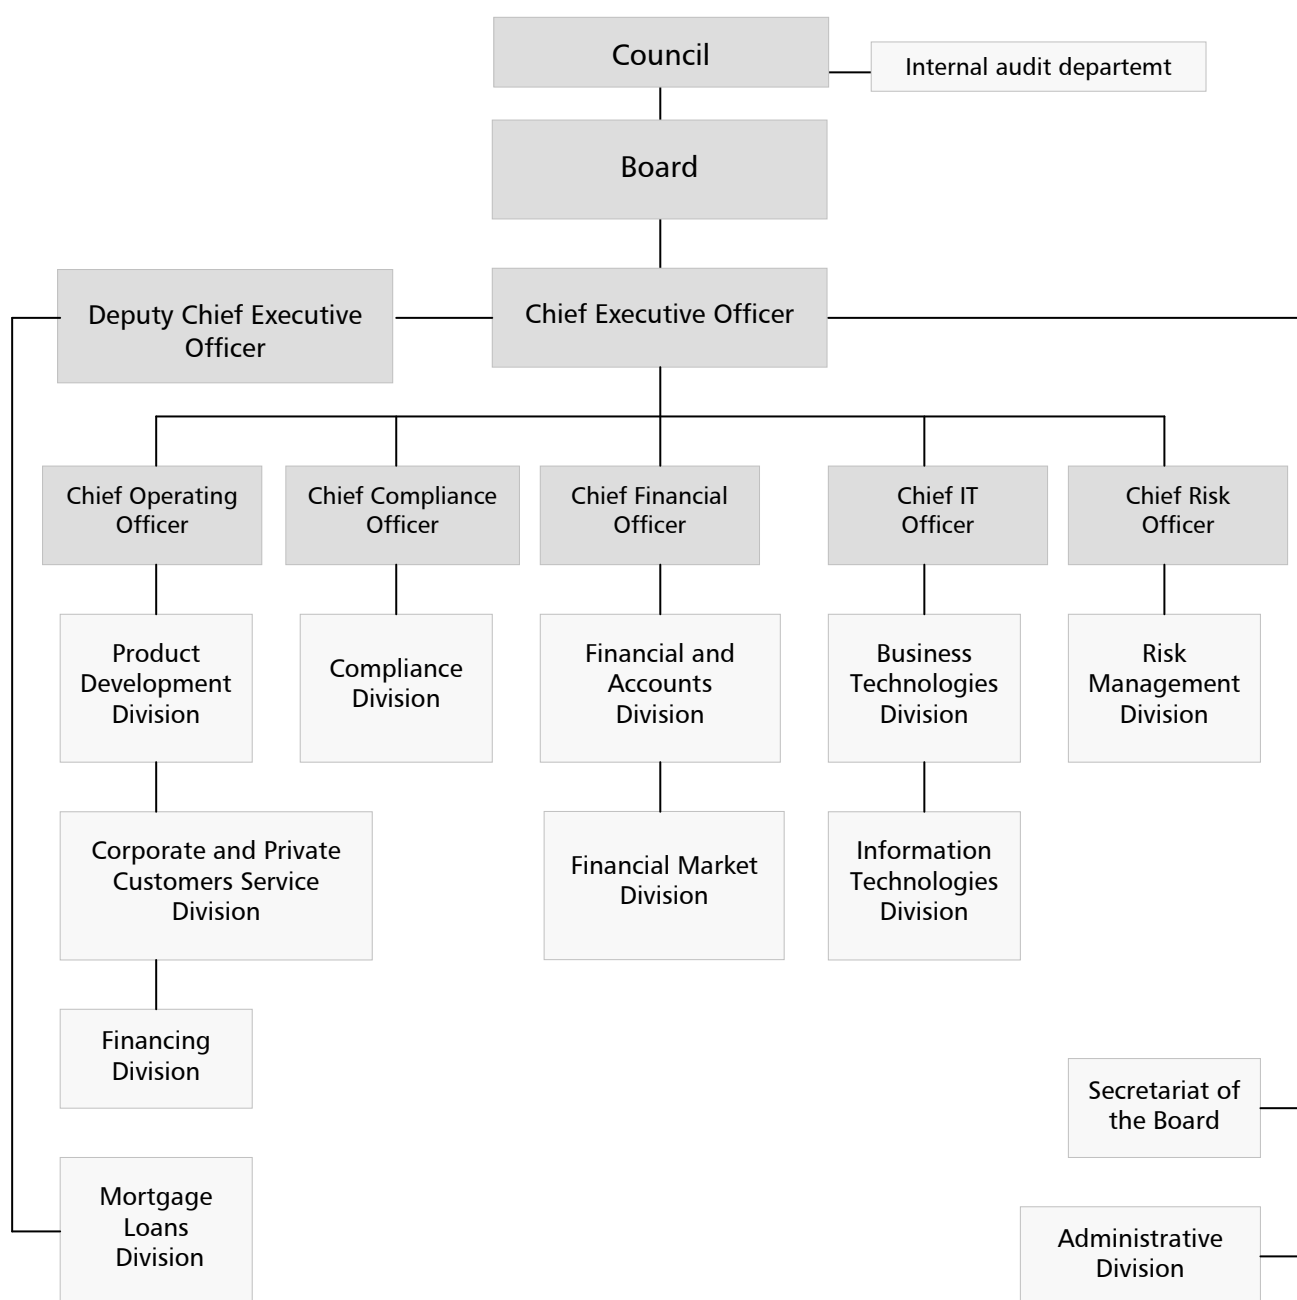 Council
Internal audit departemt
Board
Deputy Chief Executive
Officer
Chief Executive Officer
Chief Operating
Officer
Chief Compliance
Officer
Chief Financial
Officer
Chief IT
Officer
Chief Risk
Officer
Product
Development
Division
Compliance
Division
Financial and
Accounts
Division
Business
Technologies
Division
Risk
Management
Division
Corporate and Private
Customers Service
Division
Financial Market
Division
Information
Technologies
Division
Financing
Division
Secretariat of
the Board
Mortgage
Loans
Division
Administrative
Division